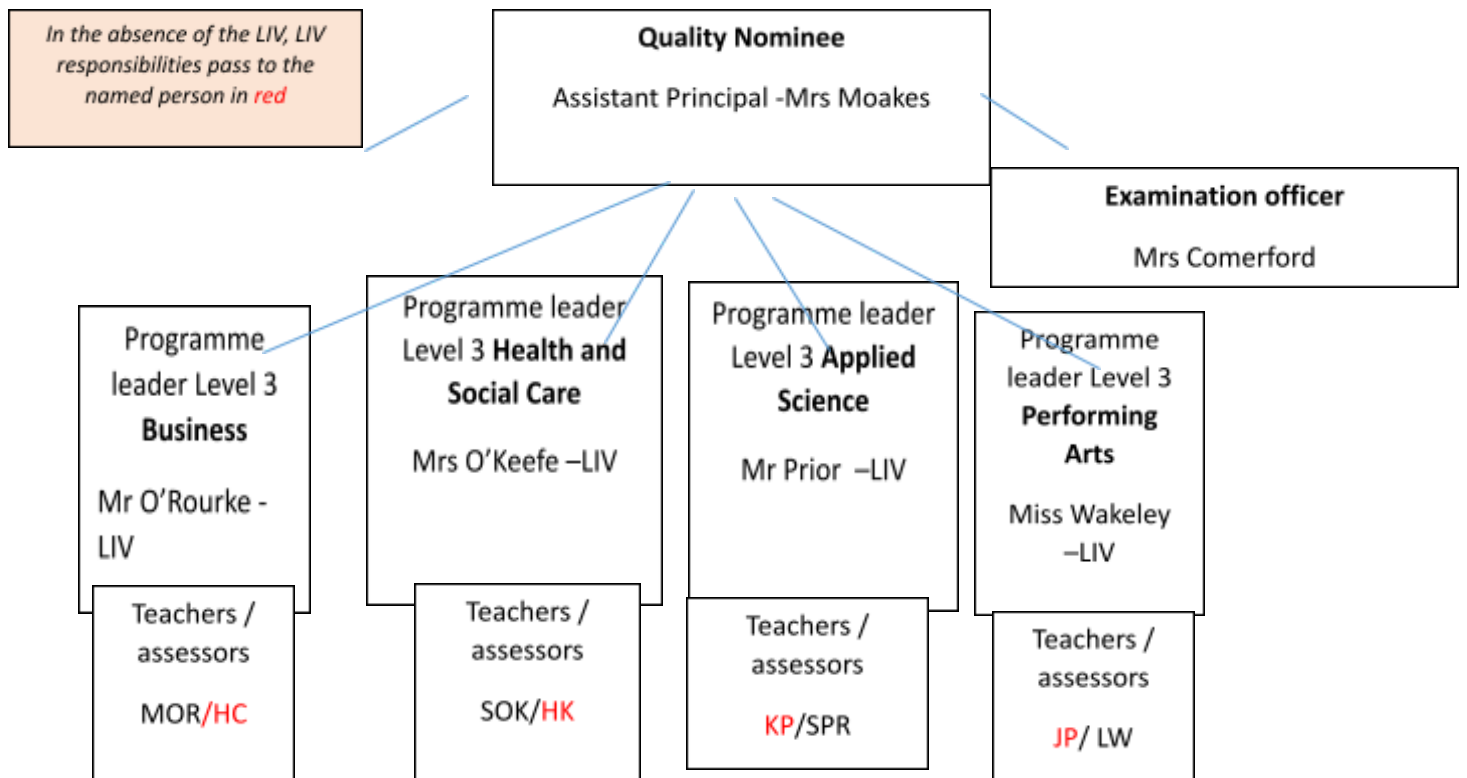 In the absence of the LIV, LIV
responsibilities pass to the
named person in red
Quality Nominee
Assistant Principal -Mrs Moakes
Examination officer
Mrs Comerford
Programme
leader Level 3
Business
Mr O’Rourke -
LIV
Teachers /
assessors
MOR/HC
Programme leader
Level 3 Health and
Social Care
Mrs O’Keefe –LIV
Teachers /
assessors
SOK/HK
Programme leader
Level 3 Applied
Science
Mr Prior –LIV
Teachers /
assessors
KP/SPR
Programme
leader Level 3
Performing
Arts
Miss Wakeley
–LIV
Teachers /
assessors
JP/ LW